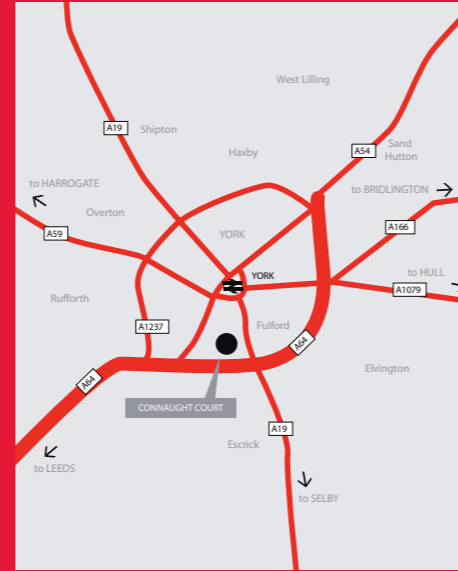 West Lilling
A19
Shipton
A54
Sand
Hutton
Haxby
to HARROGATE
to BRIDLINGTON
Overton
A59
A166
YORK
YORK
to HULL
A1079
Rufforth
A1237
Fulford
A64
A64
Elvington
CONNAUGHT COURT
A19
Escrick
to LEEDS
to SELBY